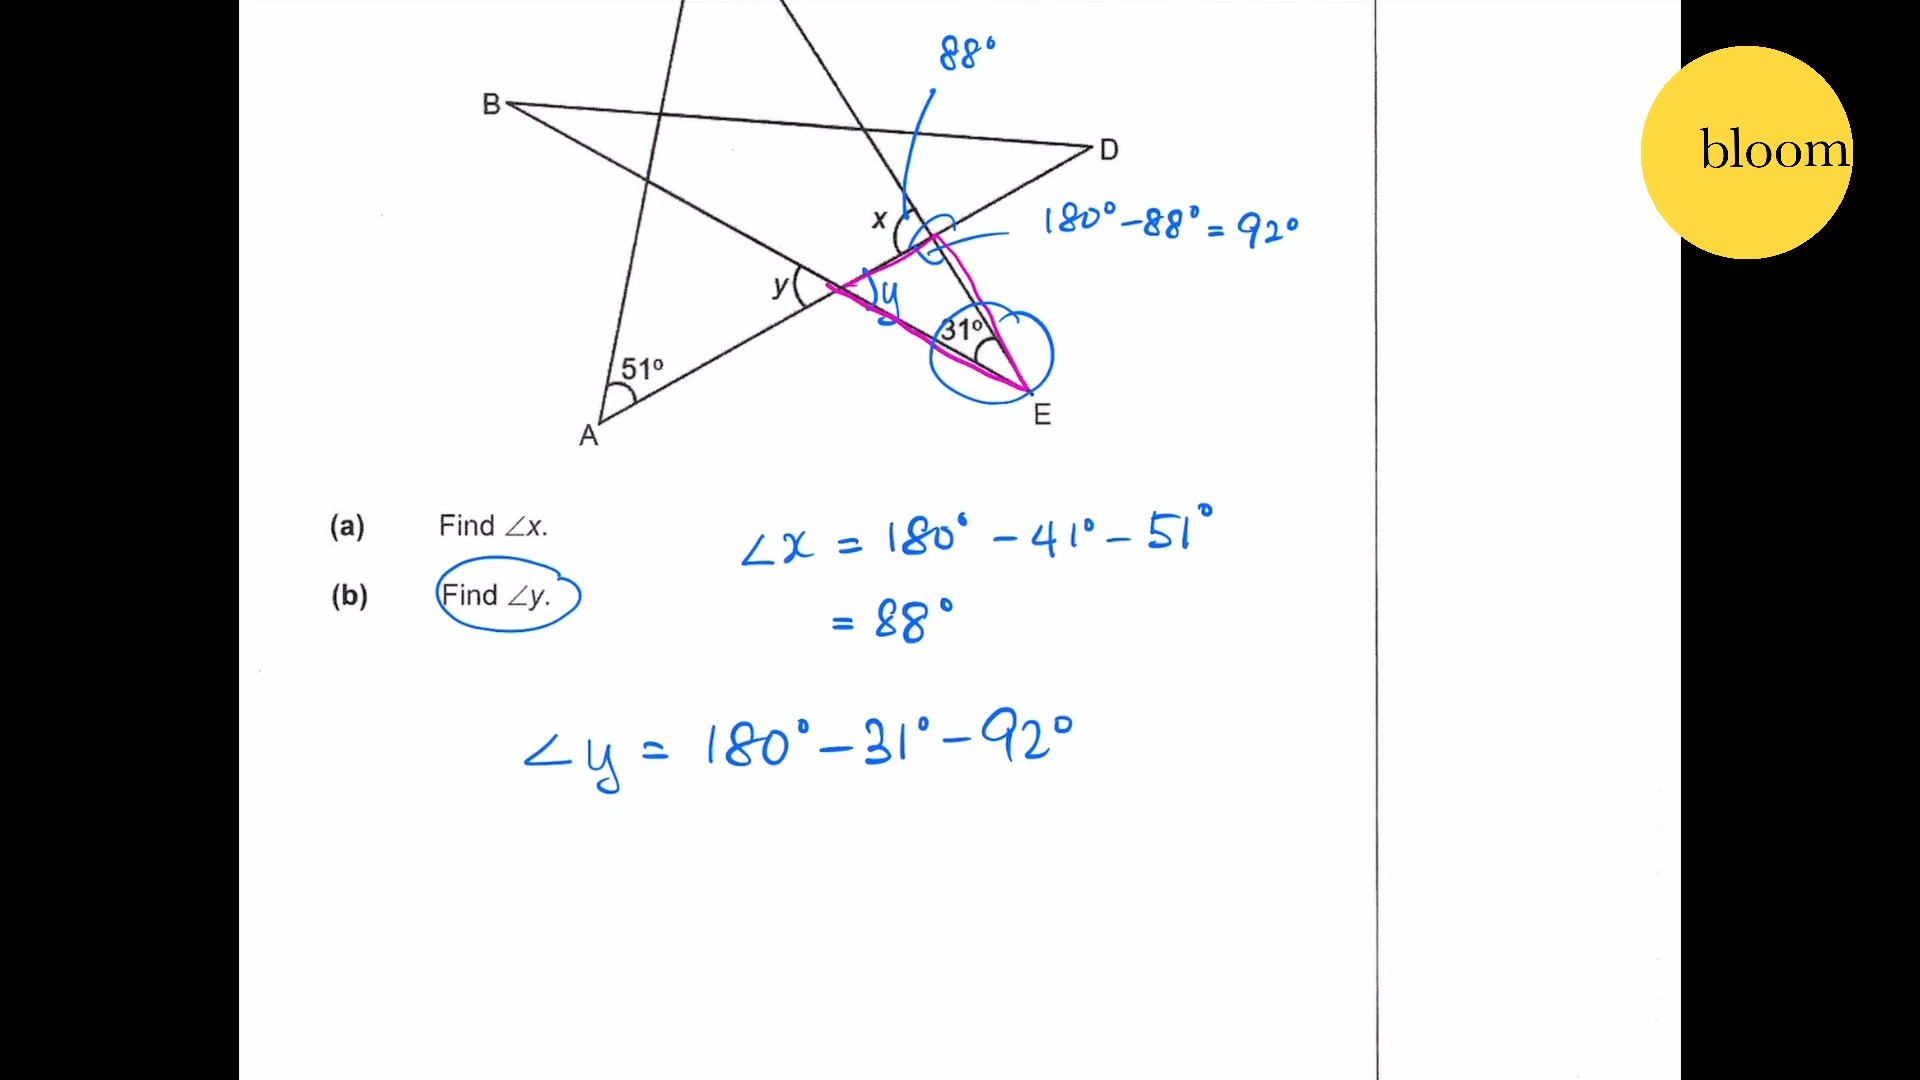 88°
bloom
B
D
x
180° - 88° = 92°
y
y
31°
51°
E
A
(a) Find ∠x.
∠x = 180° - 41° - 51°
(b) Find ∠y.
= 88°
∠y = 180° - 31° - 92°